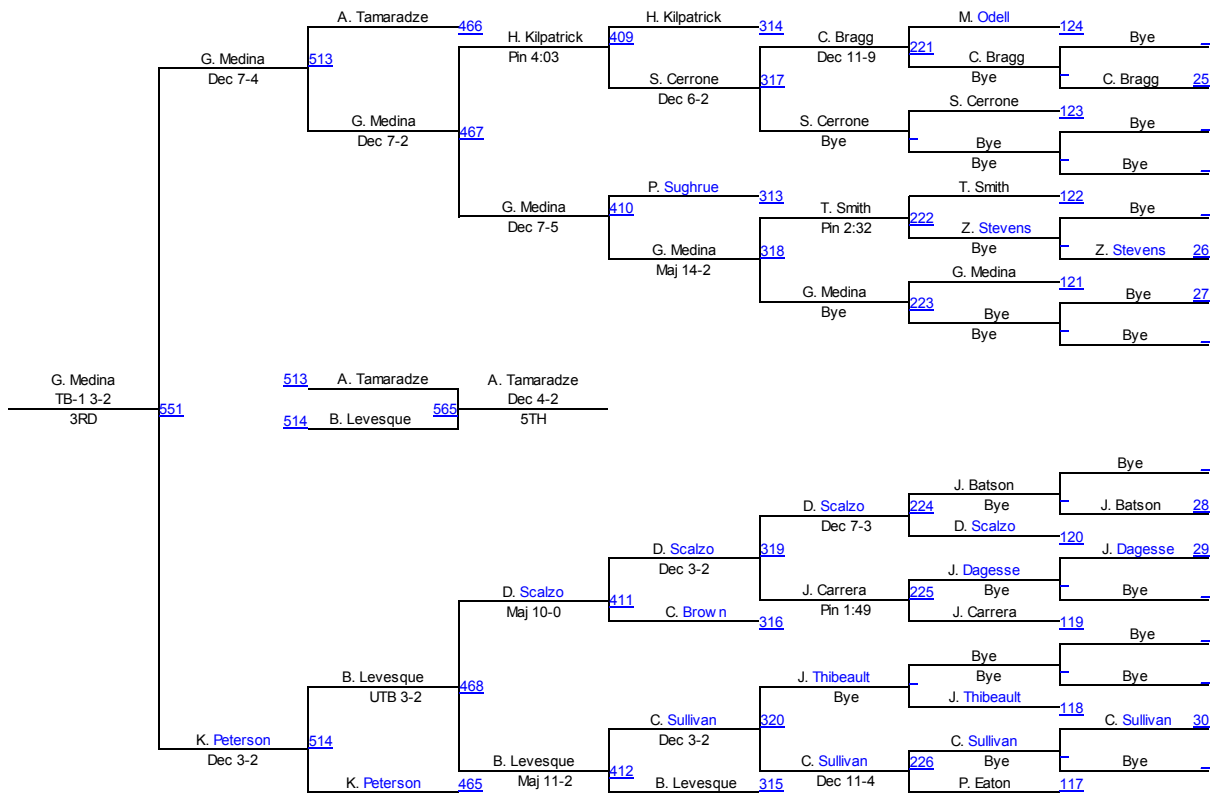 A. Tamaradze 466 H. Kilpatrick 314 M. Odell 124
H. Kilpatrick 409 C. Bragg Bye
G. Medina 513 Pin 4:03 Dec 11-9 221 C. Bragg
Dec 7-4 S. Cerrone 317 Bye C. Bragg 25
Dec 6-2 S. Cerrone 123
G. Medina 467 S. Cerrone Bye
Dec 7-2 Bye Bye
Bye Bye
P. Sughrue 313 T. Smith 122
G. Medina 410 T. Smith 222 Bye
Dec 7-5 Pin 2:32 Z. Stevens
G. Medina 318 Bye Z. Stevens 26
Maj 14-2 G. Medina 121
G. Medina 223 Bye 27
Bye Bye
Bye Bye
G. Medina 513 A. Tamaradze A. Tamaradze
TB-1 3-2 551 565 Dec 4-2
3RD 514 B. Levesque 5TH
Bye
J. Batson
D. Scalzo 224 Bye J. Batson 28
Dec 7-3 D. Scalzo 120
D. Scalzo 319 J. Dagesse 29
Dec 3-2 J. Dagesse
D. Scalzo 411 J. Carrera 225 Bye Bye
Maj 10-0 C. Brown 316 Pin 1:49 J. Carrera 119
Bye
Bye
B. Levesque 468 J. Thibeault Bye Bye
UTB 3-2 Bye J. Thibeault 118
C. Sullivan 320 C. Sullivan 30
K. Peterson 514 Dec 3-2 C. Sullivan
Dec 3-2 B. Levesque 412 C. Sullivan 226 Bye Bye
K. Peterson 465 Maj 11-2 B. Levesque 315 Dec 11-4 P. Eaton 117